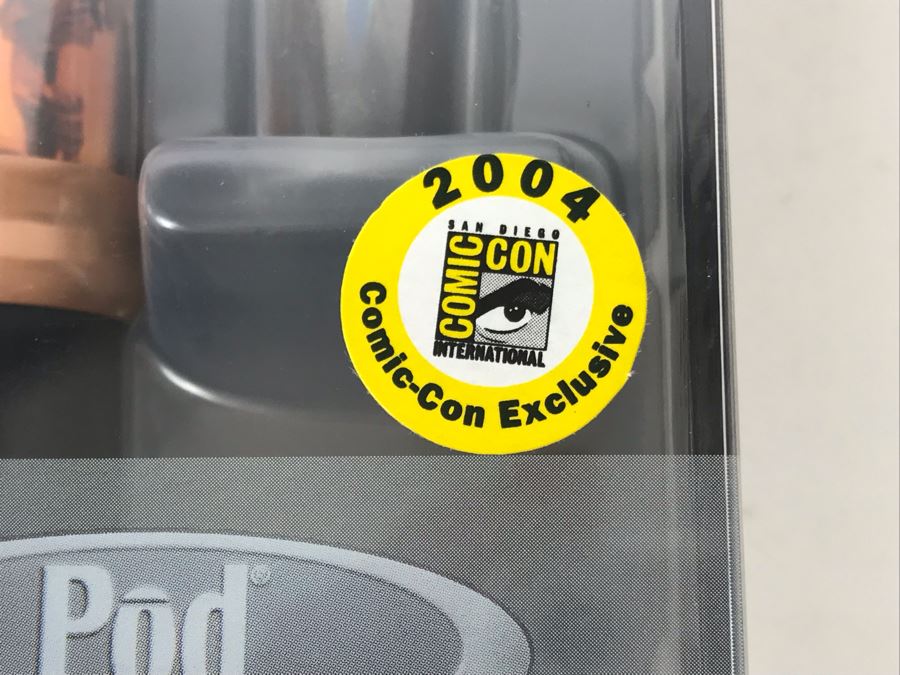 2004
SAN DIEGO
COMIC CON
INTERNATIONAL
Comic-Con Exclusive
Pod®